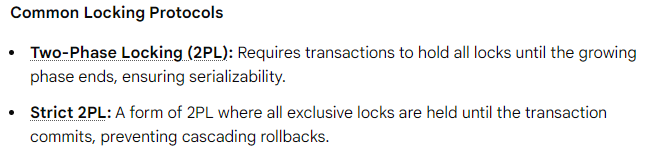 Common Locking Protocols
• Two-Phase Locking (2PL): Requires transactions to hold all locks until the growing
phase ends, ensuring serializability.
• Strict 2PL: A form of 2PL where all exclusive locks are held until the transaction
commits, preventing cascading rollbacks.